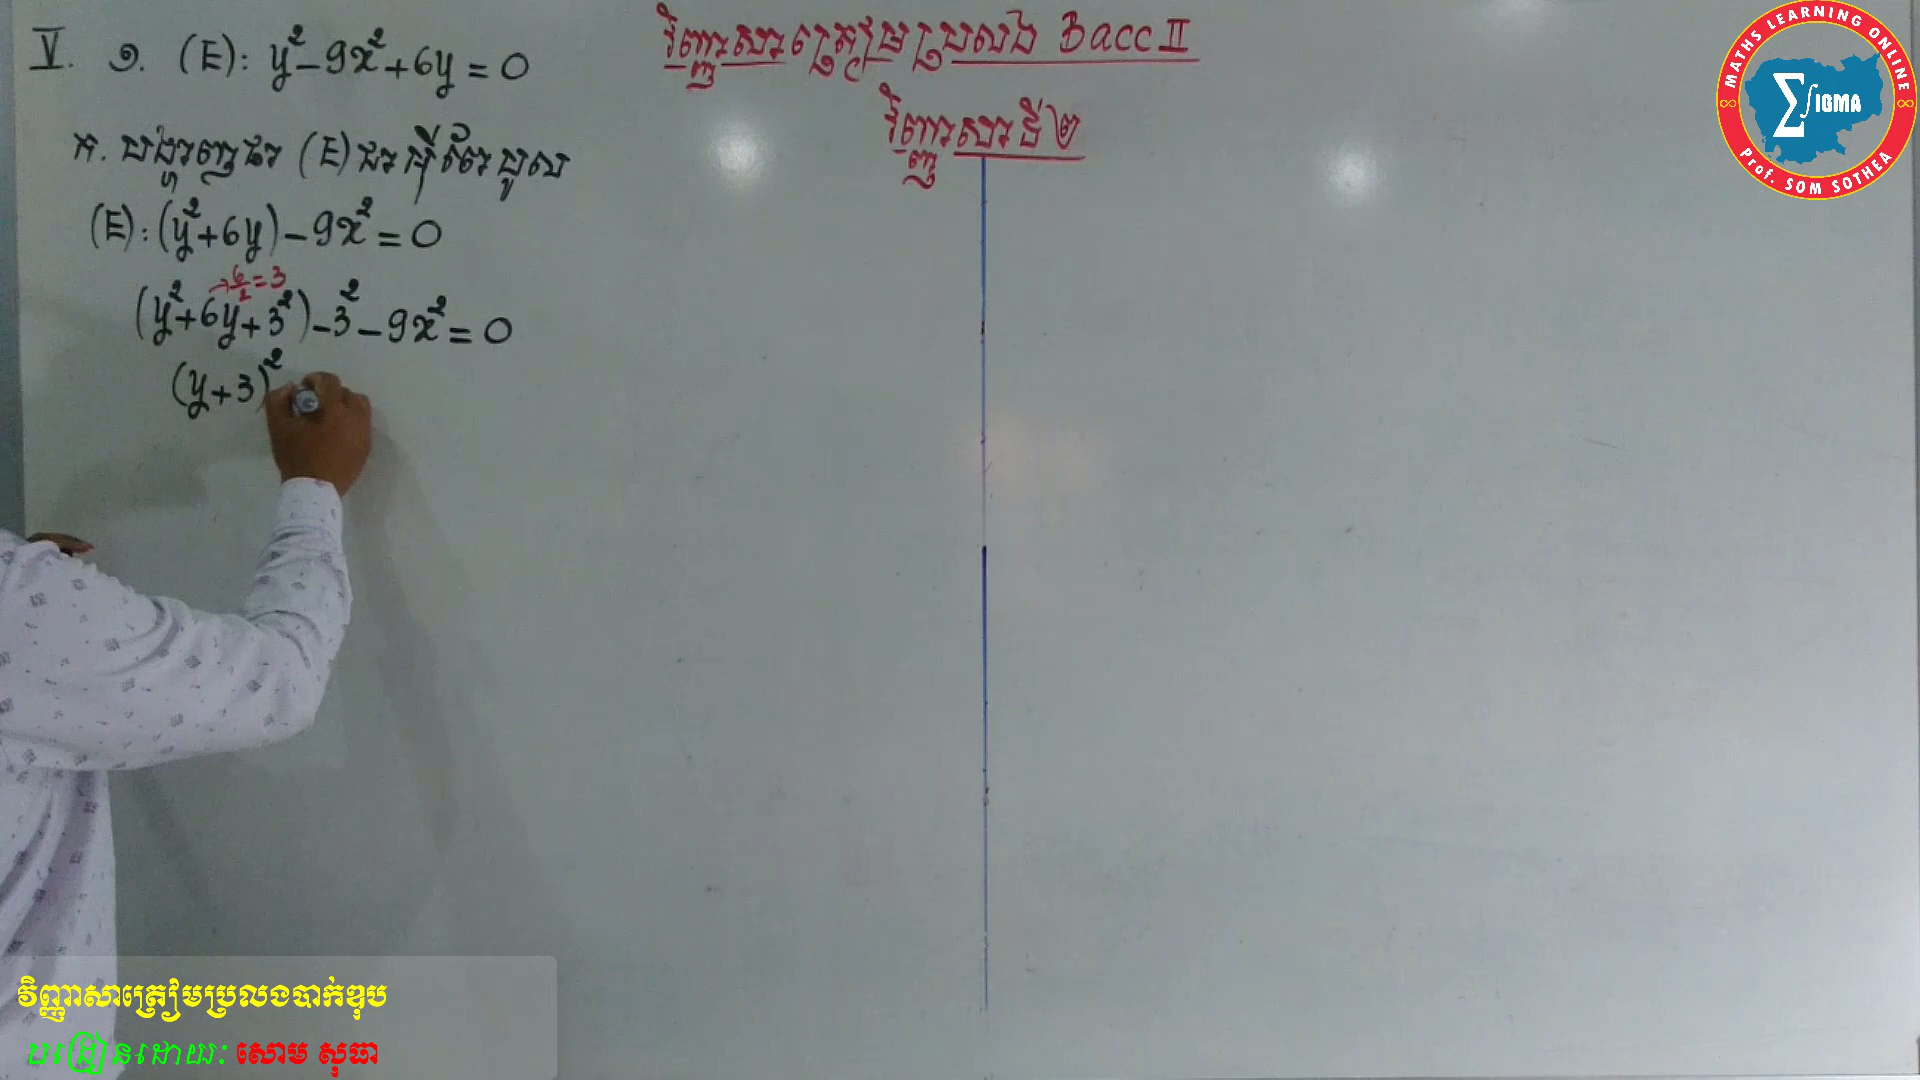 វិញ្ញាសាត្រៀមប្រលង Bacc II
វិញ្ញាសាទី២
V. ១. (E): y² - 9x² + 6y = 0
ក. បង្ហាញថា (E) ជាសមីការអ៊ីពែបូល
(E): (y² + 6y) - 9x² = 0
→ 6/2 = 3
(y² + 6y + 3²) - 3² - 9x² = 0
(y + 3)²
MATHS LEARNING ONLINE
∑∫IGMA
Prof. SOM SOTHEA
វិញ្ញាសាត្រៀមប្រលងបាក់ឌុប
បង្រៀនដោយ: សោម សុធា